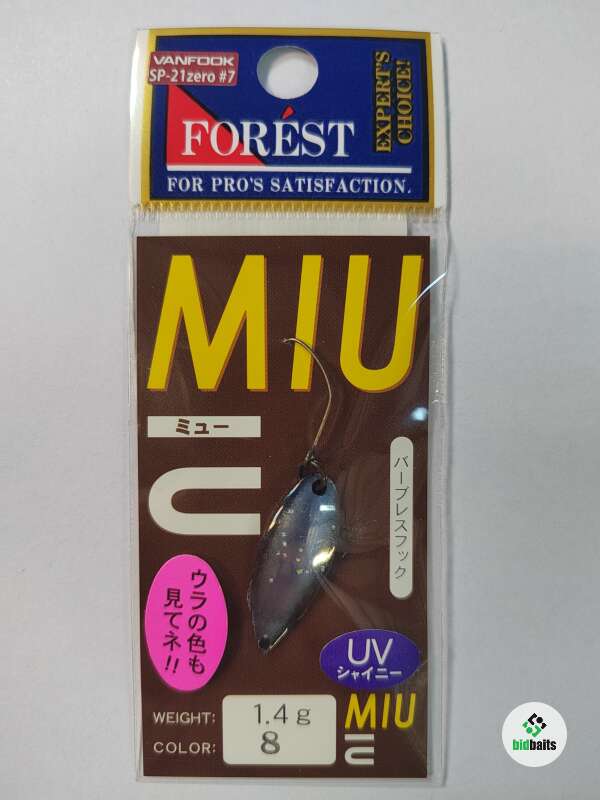 VANFOOK
SP-21zero #7
FORÉST
FOR PRO'S SATISFACTION.
EXPERT'S
CHOICE!
MIU
ミュー
バーブレスフック
ウラの色も
見てネ!!
UV
シャイニー
WEIGHT: 1.4g
COLOR: 8
MIU
bidbaits